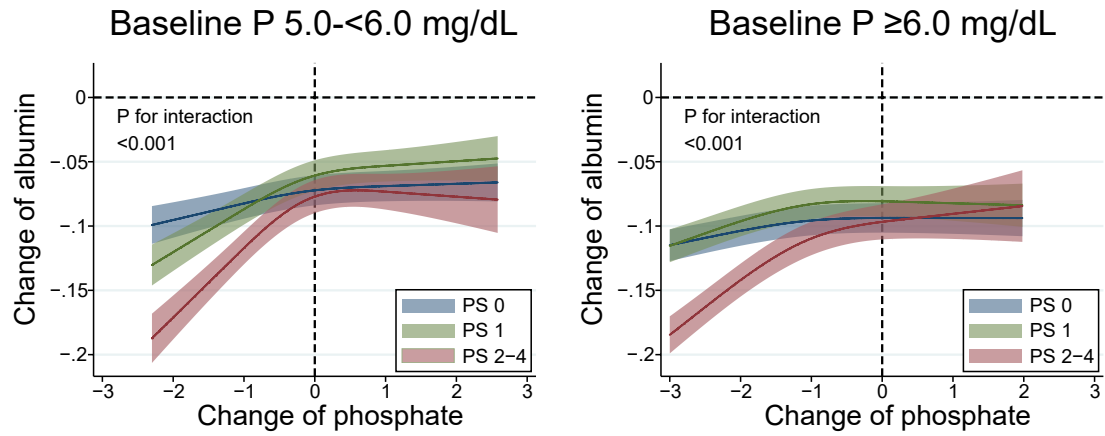 Baseline P 5.0-<6.0 mg/dL
Change of albumin
0
−.05
−.1
−.15
−.2
P for interaction
<0.001
PS 0
PS 1
PS 2−4
−3 −2 −1 0 1 2 3
Change of phosphate
Baseline P ≥6.0 mg/dL
Change of albumin
0
−.05
−.1
−.15
−.2
P for interaction
<0.001
PS 0
PS 1
PS 2−4
−3 −2 −1 0 1 2 3
Change of phosphate